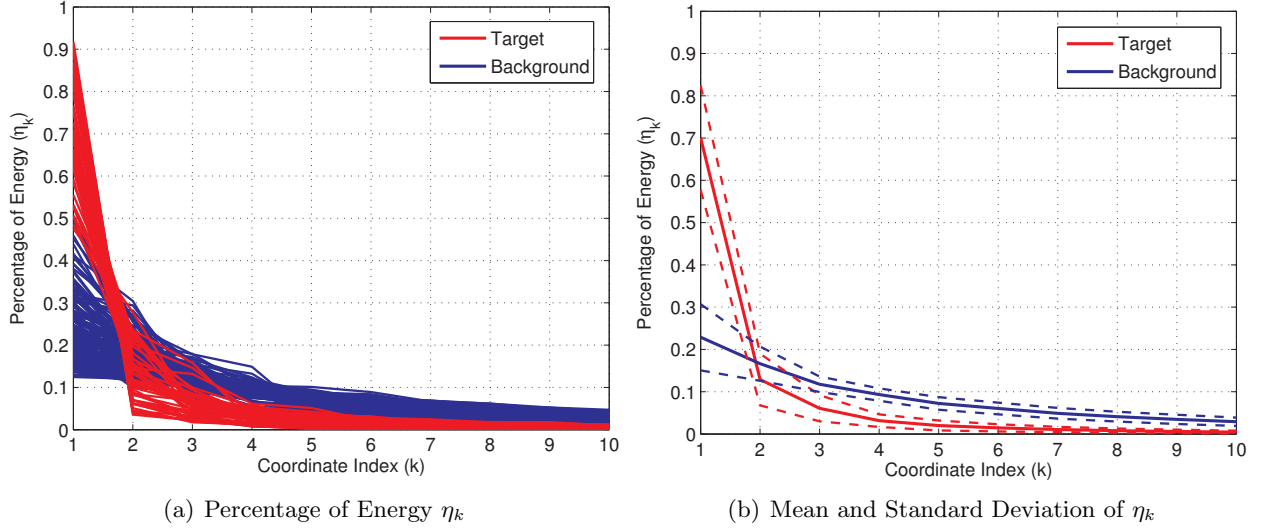 1
0.9
0.8
0.7
0.6
0.5
0.4
0.3
0.2
0.1
0
Percentage of Energy (ηk)
Target
Background
1 2 3 4 5 6 7 8 9 10
Coordinate Index (k)
(a) Percentage of Energy ηk
1
0.9
0.8
0.7
0.6
0.5
0.4
0.3
0.2
0.1
0
Percentage of Energy (ηk)
Target
Background
1 2 3 4 5 6 7 8 9 10
Coordinate Index (k)
(b) Mean and Standard Deviation of ηk